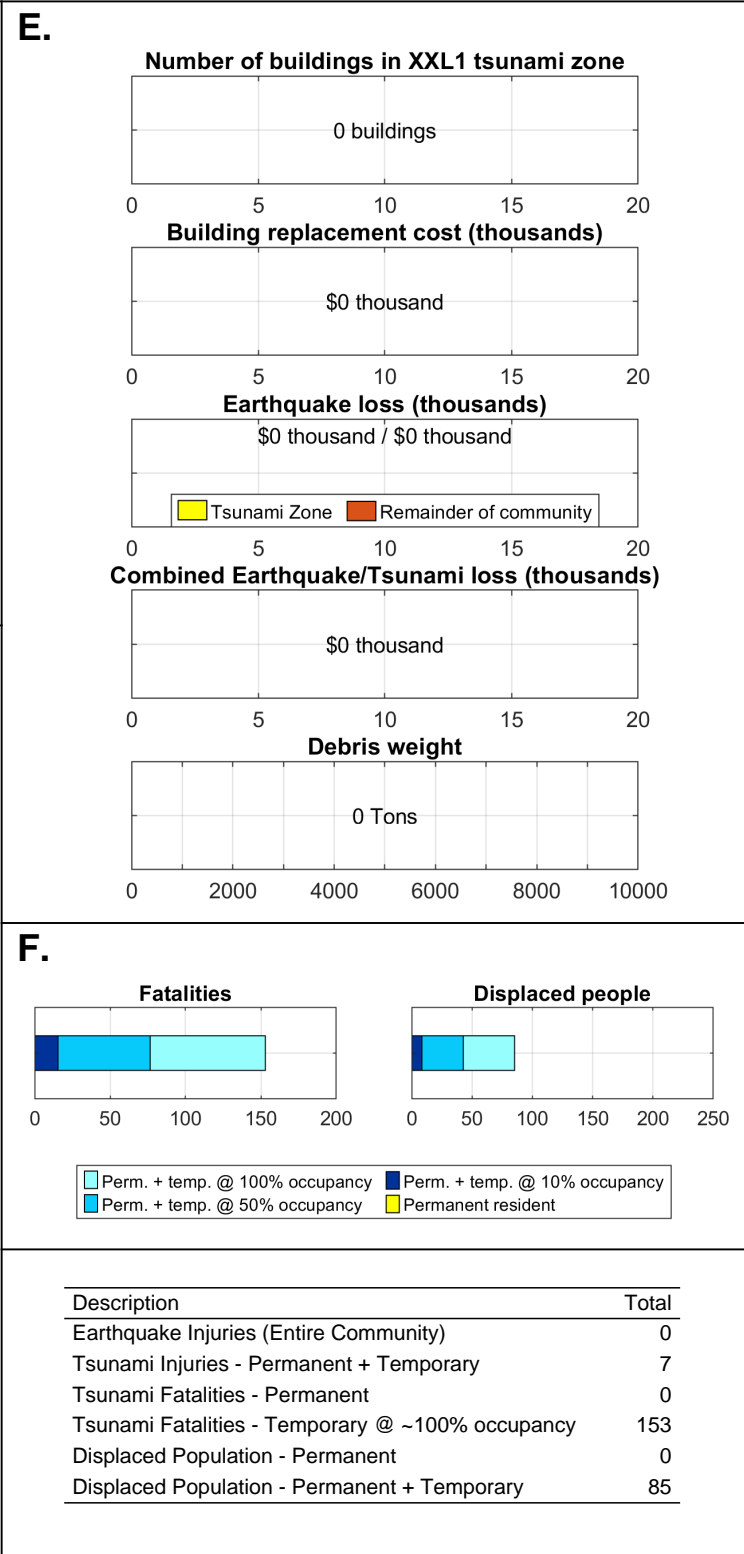 E.
Number of buildings in XXL1 tsunami zone
0 buildings
0 5 10 15 20
Building replacement cost (thousands)
$0 thousand
0 5 10 15 20
Earthquake loss (thousands)
$0 thousand / $0 thousand
Tsunami Zone Remainder of community
0 5 10 15 20
Combined Earthquake/Tsunami loss (thousands)
$0 thousand
0 5 10 15 20
Debris weight
0 Tons
0 2000 4000 6000 8000 10000
F.
Fatalities Displaced people
0 50 100 150 200 0 50 100 150 200 250
Perm. + temp. @ 100% occupancy Perm. + temp. @ 10% occupancy
Perm. + temp. @ 50% occupancy Permanent resident
Description Total
Earthquake Injuries (Entire Community) 0
Tsunami Injuries - Permanent + Temporary 7
Tsunami Fatalities - Permanent 0
Tsunami Fatalities - Temporary @ ~100% occupancy 153
Displaced Population - Permanent 0
Displaced Population - Permanent + Temporary 85